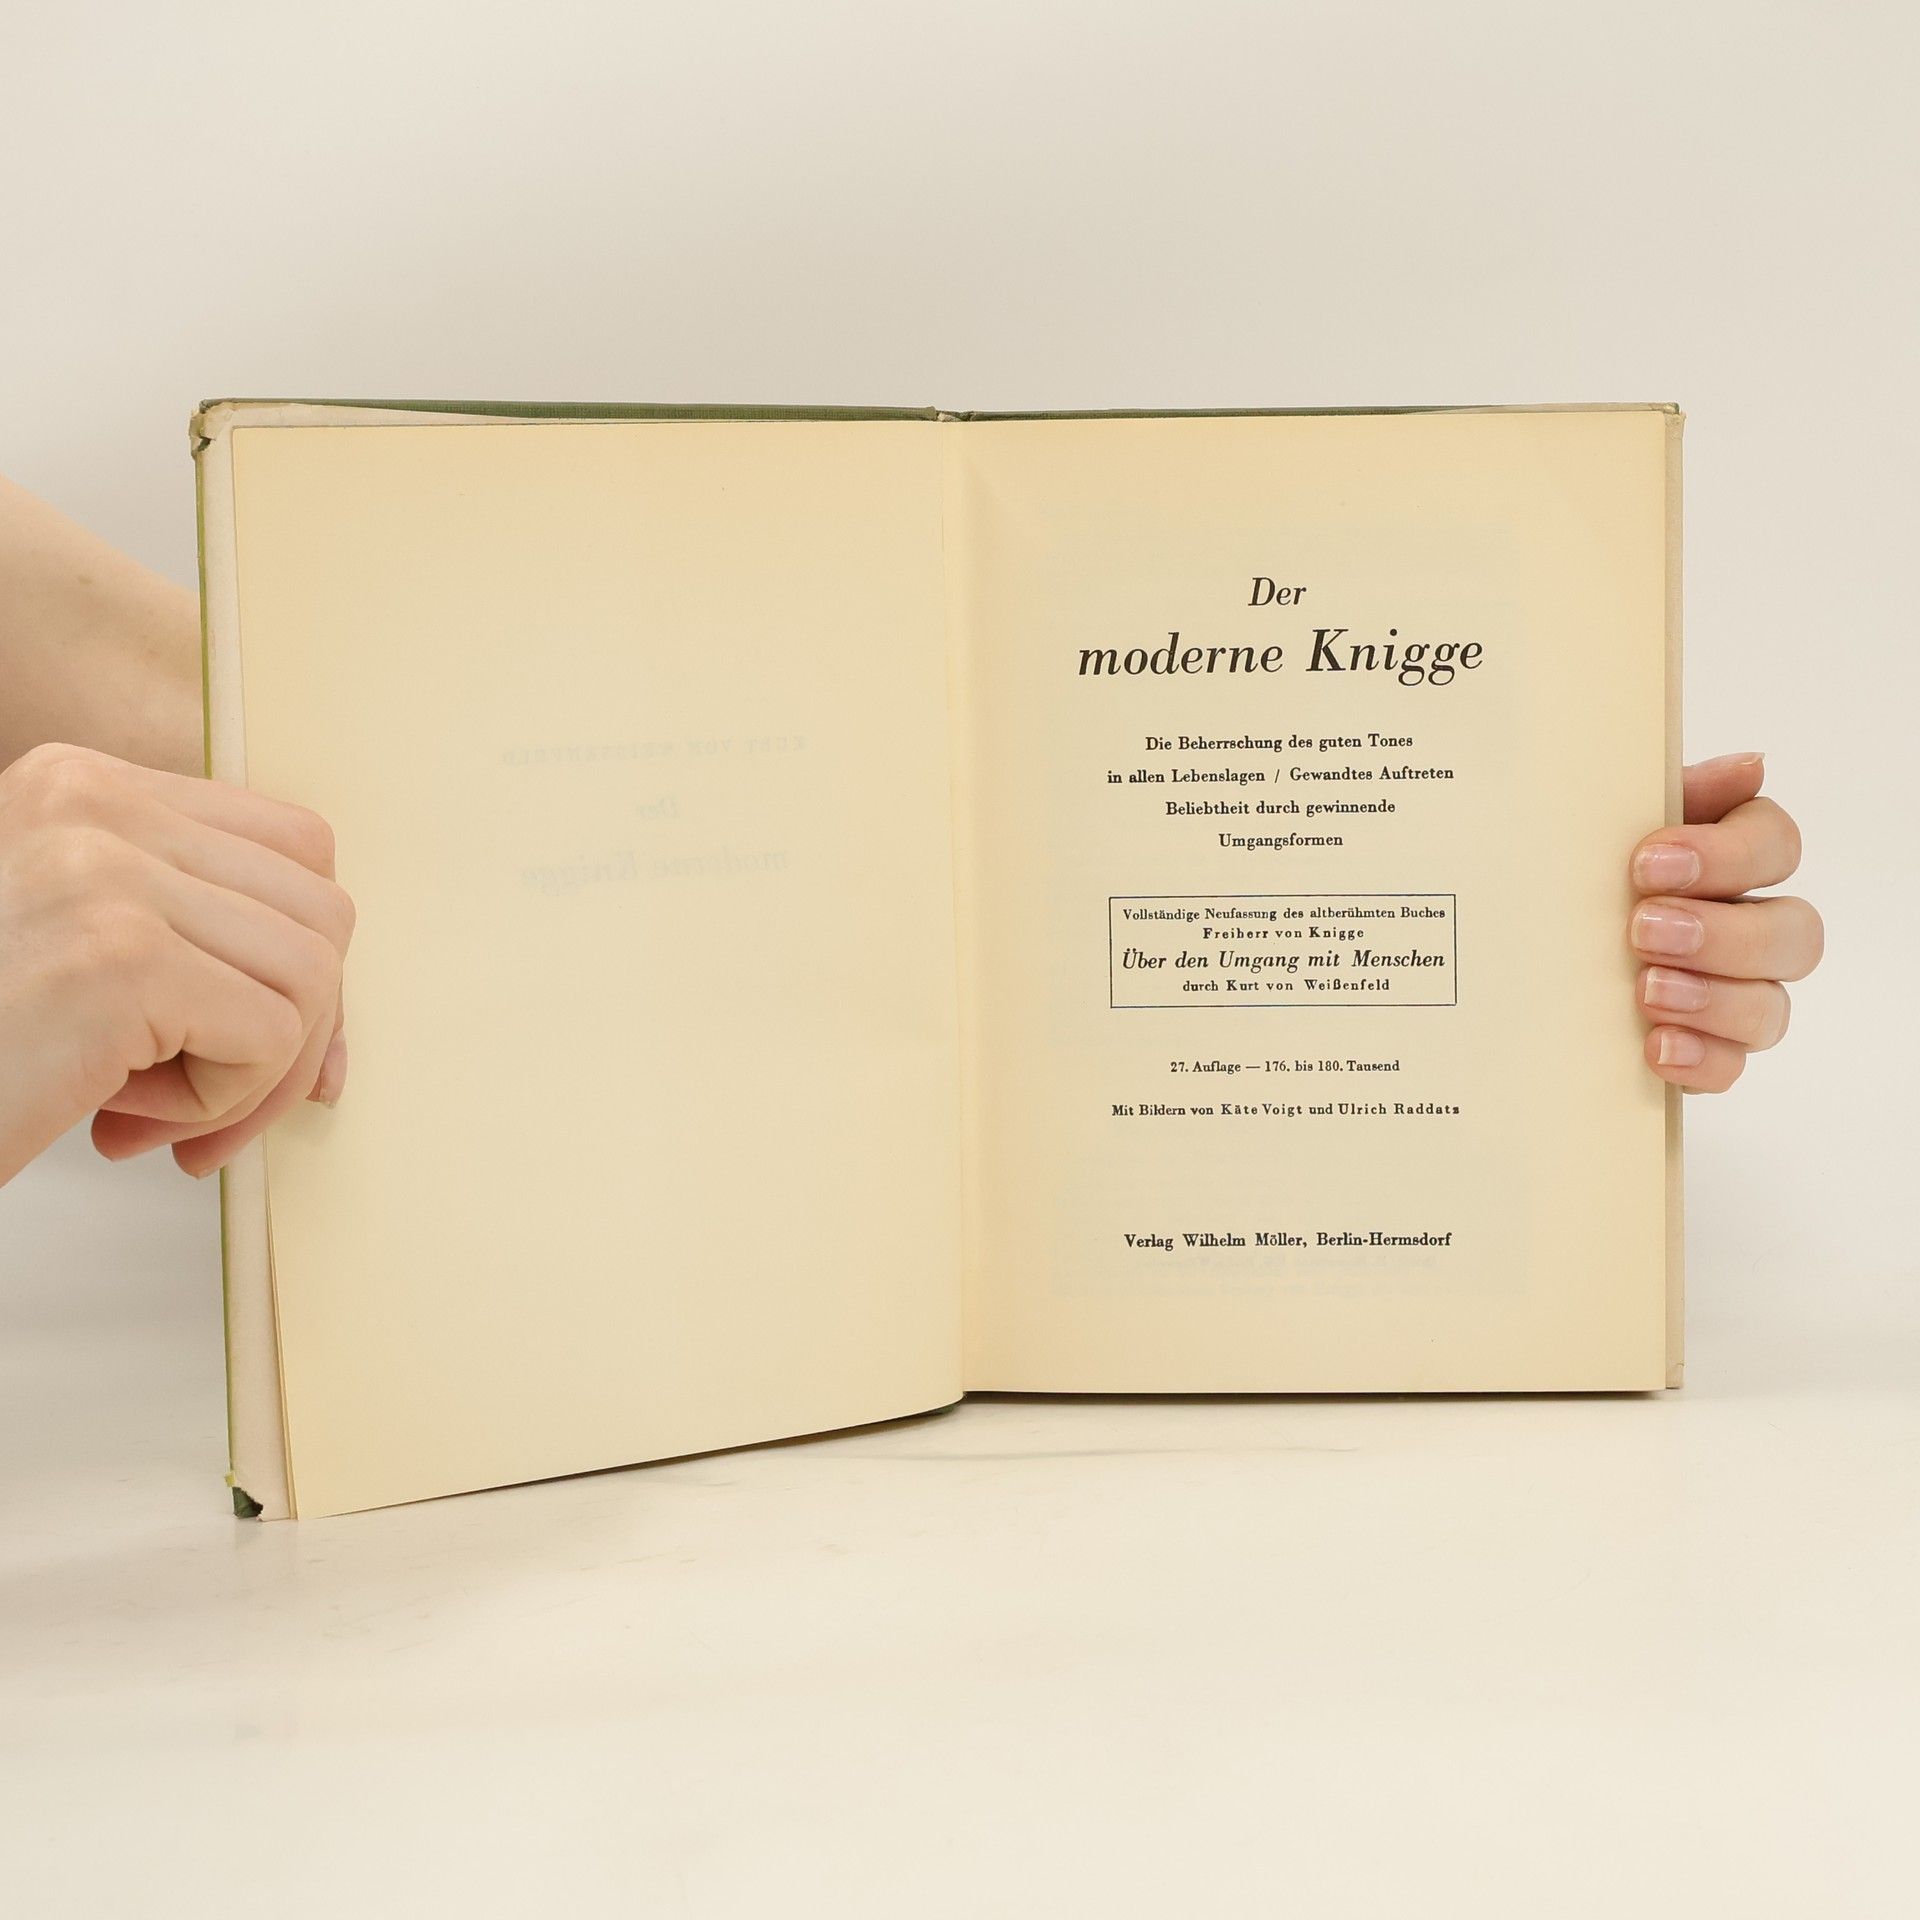 Der
moderne Knigge
Die Beherrschung des guten Tones
in allen Lebenslagen / Gewandtes Auftreten
Beliebtheit durch gewinnende
Umgangsformen
Vollständige Neufassung des altberühmten Buches
Freiherr von Knigge
Über den Umgang mit Menschen
durch Kurt von Weißenfeld
27. Auflage — 176. bis 180. Tausend
Mit Bildern von Käte Voigt und Ulrich Raddatz
Verlag Wilhelm Möller, Berlin-Hermsdorf